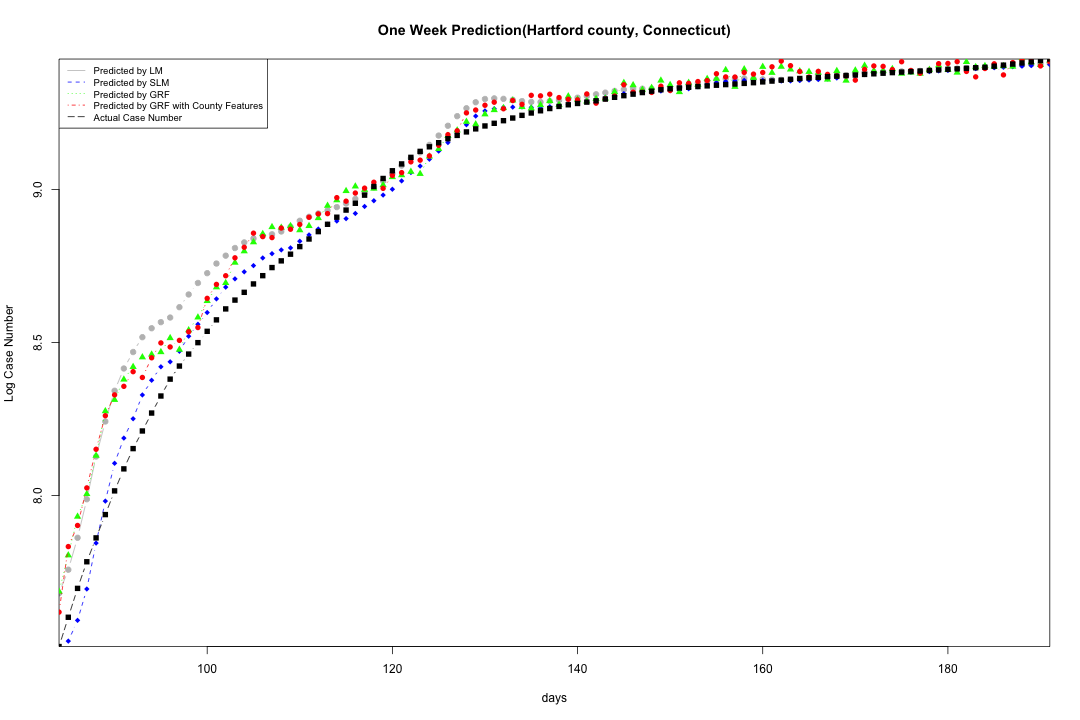 One Week Prediction(Hartford county, Connecticut)
Predicted by LM
Predicted by SLM
Predicted by GRF
Predicted by GRF with County Features
Actual Case Number
Log Case Number
9.0
8.5
8.0
100
120
140
160
180
days